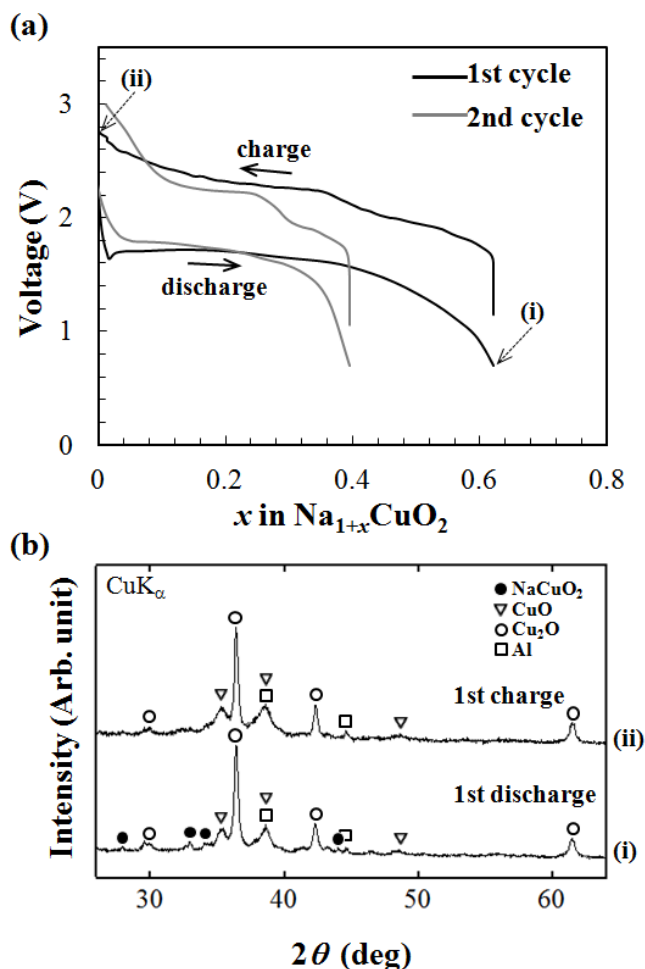 (a)
(ii)
1st cycle
2nd cycle
charge
discharge
(i)
Voltage (V)
3
2
1
0
0 0.2 0.4 0.6 0.8
x in Na1+xCuO2
(b)
CuKα
NaCuO2
CuO
Cu2O
Al
1st charge
(ii)
1st discharge
(i)
Intensity (Arb. unit)
30 40 50 60
2θ (deg)